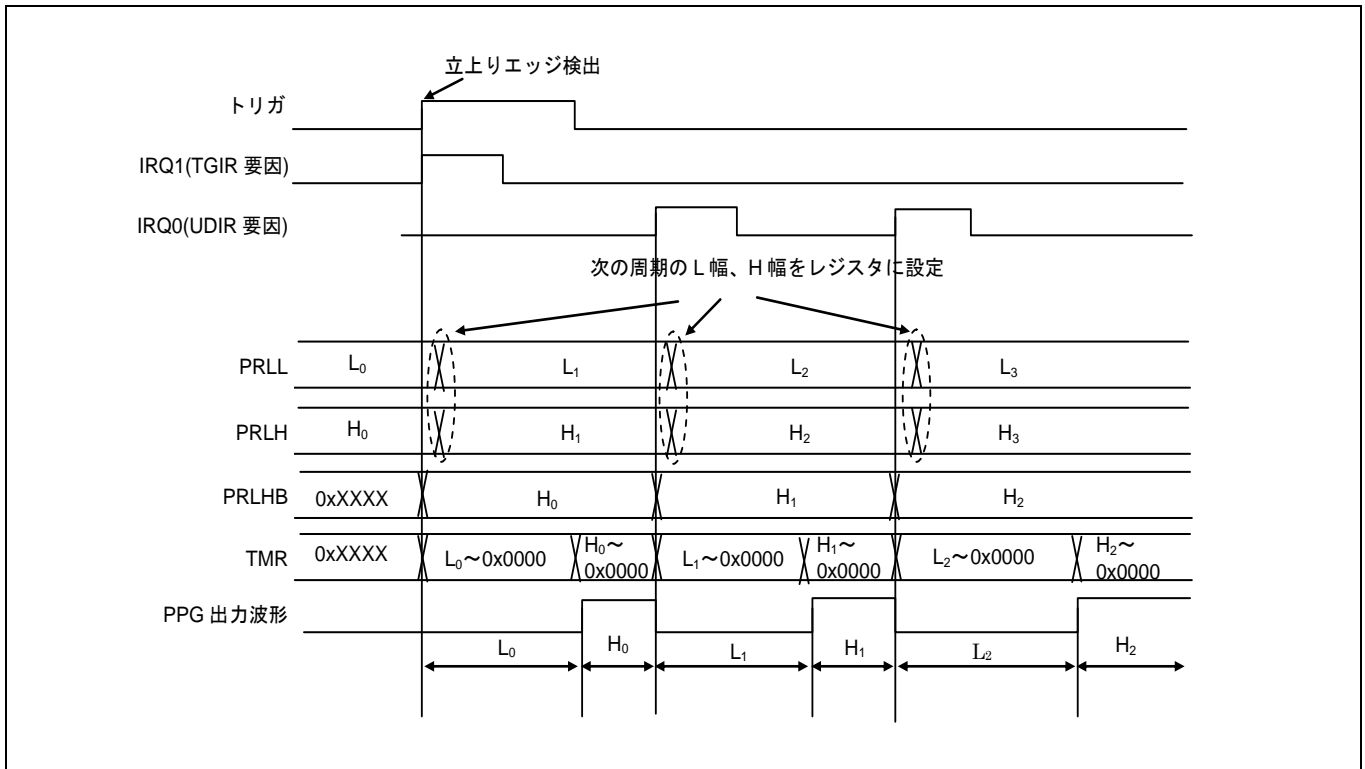 立上りエッジ検出
トリガ
IRQ1(TGIR 要因)
IRQ0(UDIR 要因)
次の周期の L 幅、H 幅をレジスタに設定
PRLL L₀ L₁ L₂ L₃
PRLH H₀ H₁ H₂ H₃
PRLHB 0xXXXX H₀ H₁ H₂
TMR 0xXXXX L₀～0x0000 H₀～0x0000 L₁～0x0000 H₁～0x0000 L₂～0x0000 H₂～0x0000
PPG 出力波形
L₀ H₀ L₁ H₁ L₂ H₂